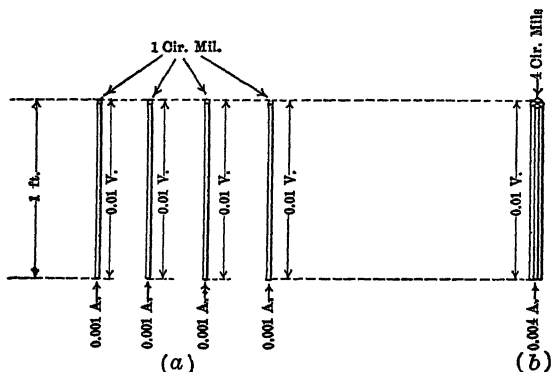 1 Cir. Mil.
4 Cir. Mils
1 ft.
0.01 V.
0.01 V.
0.01 V.
0.01 V.
0.01 V.
0.001 A.
0.001 A.
0.001 A.
0.001 A.
0.004 A.
(a)
(b)